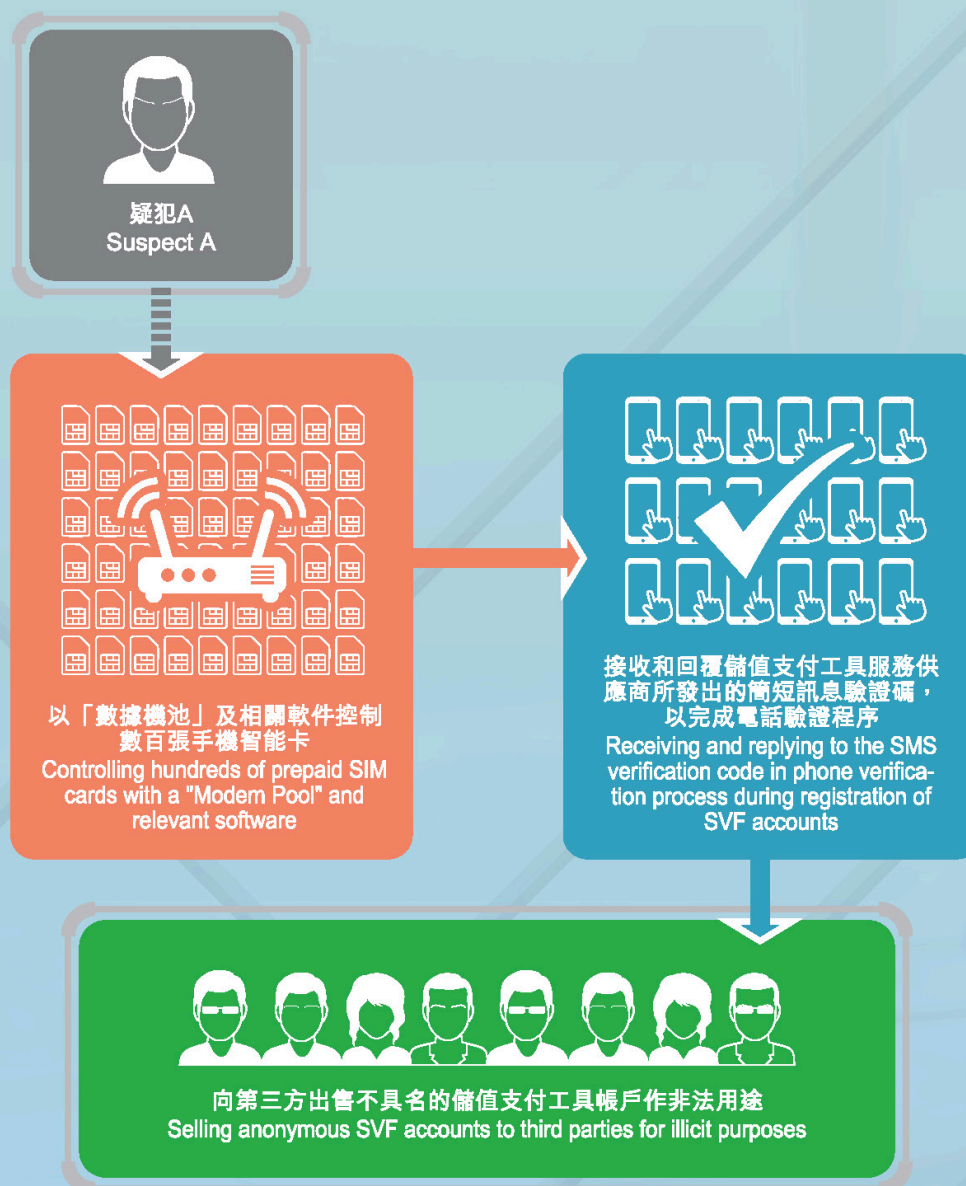 疑犯A
Suspect A
以「數據機池」及相關軟件控制
數百張手機智能卡
Controlling hundreds of prepaid SIM
cards with a "Modem Pool" and
relevant software
接收和回覆儲值支付工具服務供
應商所發出的簡短訊息驗證碼，
以完成電話驗證程序
Receiving and replying to the SMS
verification code in phone verifica-
tion process during registration of
SVF accounts
向第三方出售不具名的儲值支付工具帳戶作非法用途
Selling anonymous SVF accounts to third parties for illicit purposes